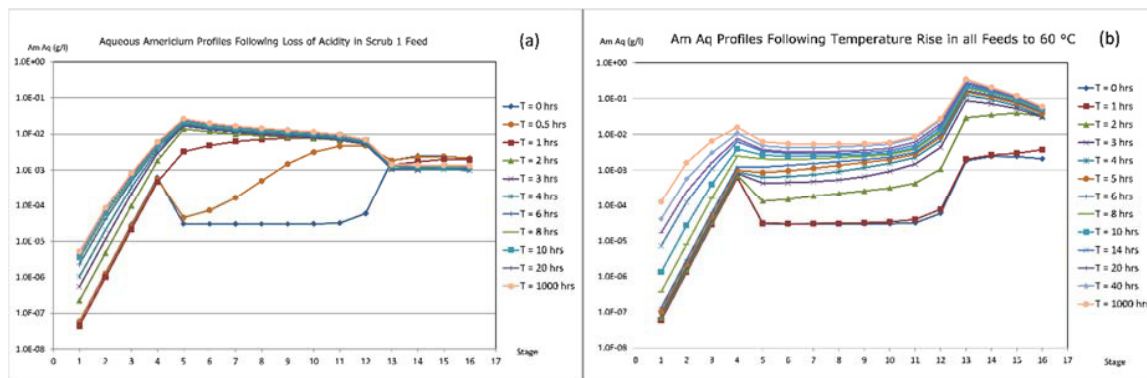 Aqueous Americium Profiles Following Loss of Acidity in Scrub 1 Feed
(a)
Am Aq (g/l)
1.0E+00
1.0E-01
1.0E-02
1.0E-03
1.0E-04
1.0E-05
1.0E-06
1.0F-07
1.0E-08
0 1 2 3 4 5 6 7 8 9 10 11 12 13 14 15 16 17
Stage
T = 0 hrs
T = 0.5 hrs
T = 1 hrs
T = 2 hrs
T = 3 hrs
T = 4 hrs
T = 6 hrs
T = 8 hrs
T = 10 hrs
T = 20 hrs
T = 1000 hrs
Am Aq Profiles Following Temperature Rise in all Feeds to 60 °C
(b)
Am Aq (g/l)
1.0E+00
1.0E-01
1.0E-02
1.0E-03
1.0E-04
1.0E-05
1.0E-06
1.0F-07
1.0F-08
0 1 2 3 4 5 6 7 8 9 10 11 12 13 14 15 16 17
Stage
T = 0 hrs
T = 1 hrs
T = 2 hrs
T = 3 hrs
T = 4 hrs
T = 5 hrs
T = 6 hrs
T = 8 hrs
T = 10 hrs
T = 14 hrs
T = 20 hrs
T = 40 hrs
T = 1000 hrs